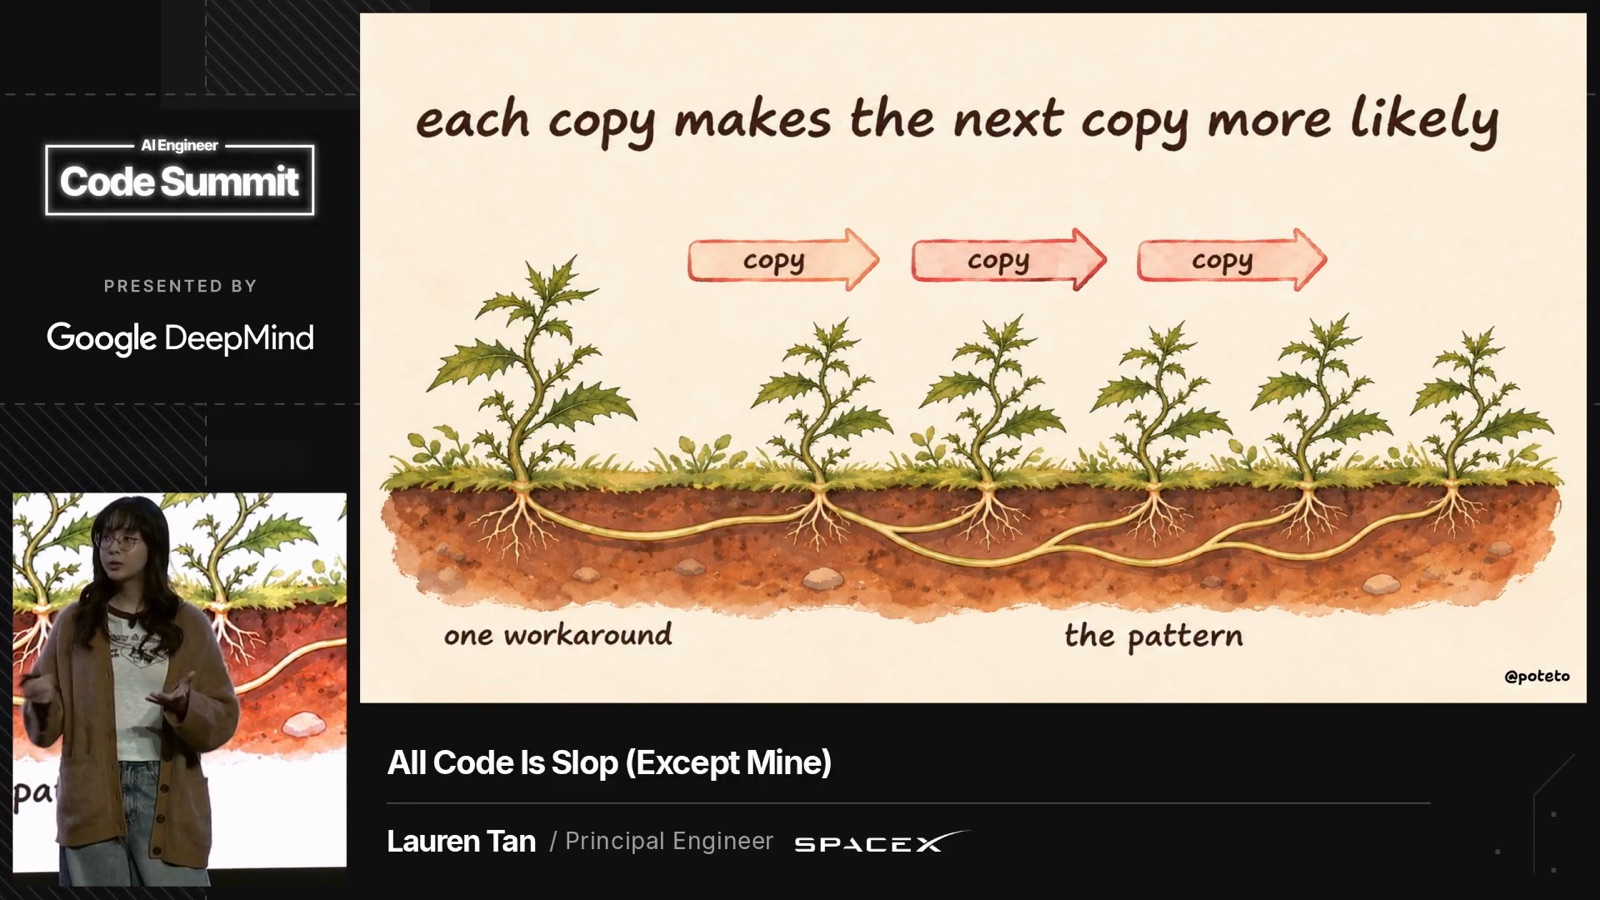 AI Engineer
Code Summit
PRESENTED BY
Google DeepMind
each copy makes the next copy more likely
copy
copy
copy
one workaround
the pattern
@poteto
All Code Is Slop (Except Mine)
Lauren Tan / Principal Engineer SPACEX